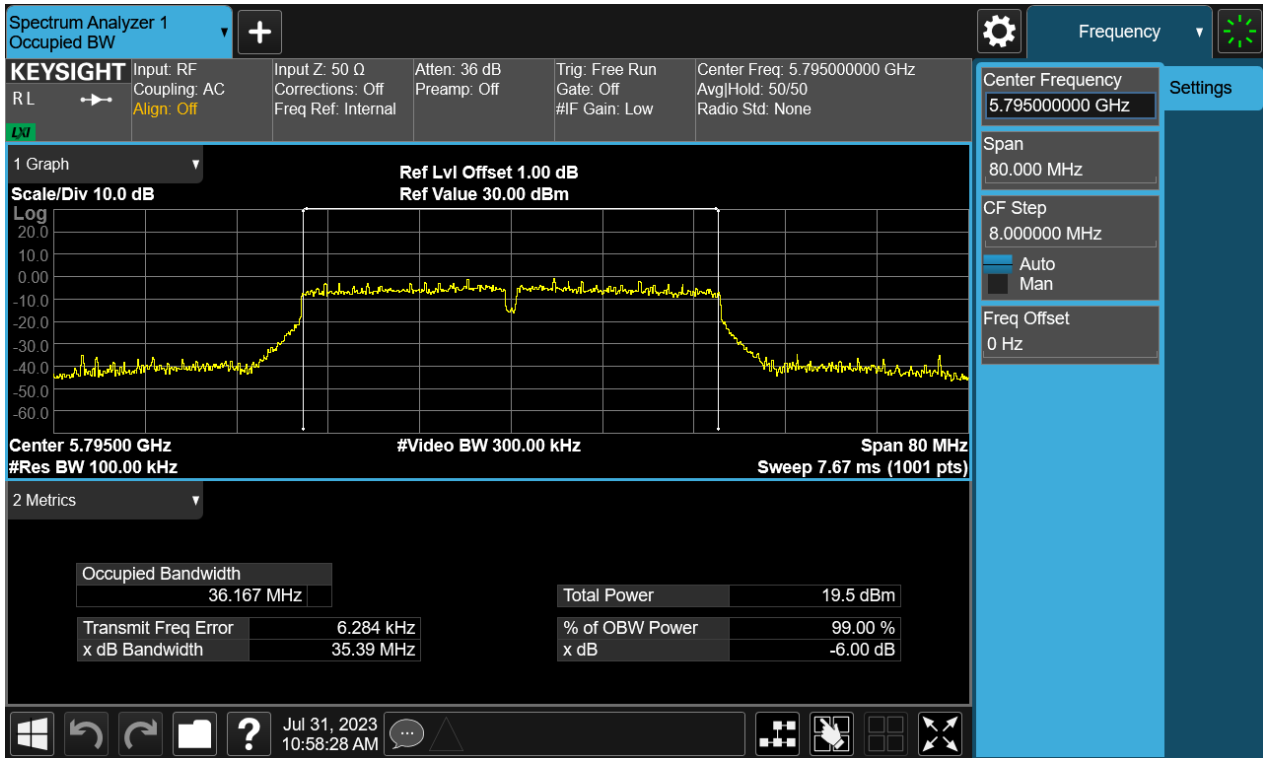 Spectrum Analyzer 1
Occupied BW
+
Frequency
KEYSIGHT
R L
LXI
Input: RF
Coupling: AC
Align: Off
Input Z: 50 Ω
Corrections: Off
Freq Ref: Internal
Atten: 36 dB
Preamp: Off
Trig: Free Run
Gate: Off
#IF Gain: Low
Center Freq: 5.795000000 GHz
Avg|Hold: 50/50
Radio Std: None
Center Frequency
5.795000000 GHz
Settings
Span
80.000 MHz
CF Step
8.000000 MHz
Auto
Man
Freq Offset
0 Hz
1 Graph
Ref Lvl Offset 1.00 dB
Scale/Div 10.0 dB
Ref Value 30.00 dBm
Log
20.0
10.0
0.00
-10.0
-20.0
-30.0
-40.0
-50.0
-60.0
Center 5.79500 GHz
#Video BW 300.00 kHz
Span 80 MHz
#Res BW 100.00 kHz
Sweep 7.67 ms (1001 pts)
2 Metrics
Occupied Bandwidth
36.167 MHz
Total Power 19.5 dBm
Transmit Freq Error 6.284 kHz
% of OBW Power 99.00 %
x dB Bandwidth 35.39 MHz
x dB -6.00 dB
?
Jul 31, 2023
10:58:28 AM